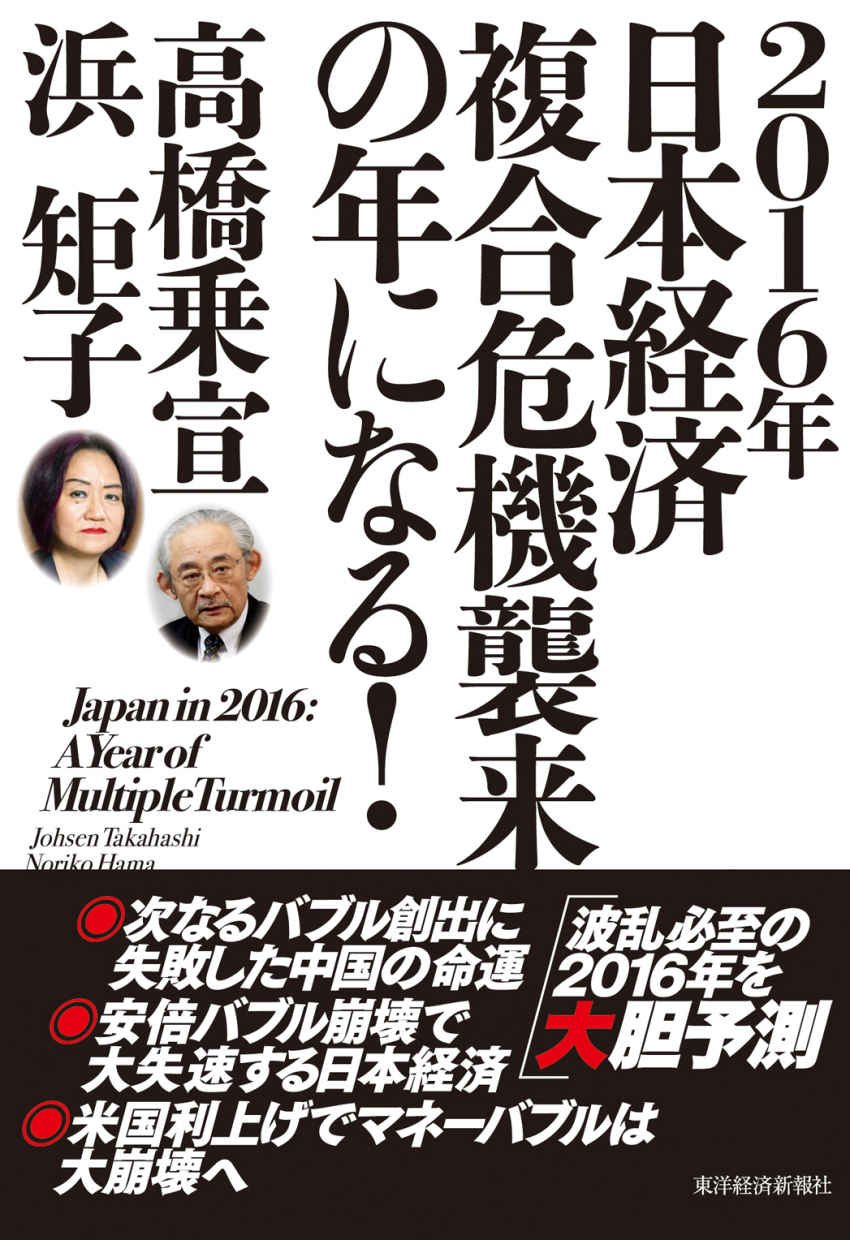 2016年
日本経済
複合危機襲来
の年になる!
高橋乗宣
浜 矩子
Japan in 2016:
A Year of
Multiple Turmoil
Johsen Takahashi
Noriko Hama
波乱必至の
2016年を
大胆予測
◉次なるバブル創出に
失敗した中国の命運
◉安倍バブル崩壊で
大失速する日本経済
◉米国利上げでマネーバブルは
大崩壊へ
東洋経済新報社